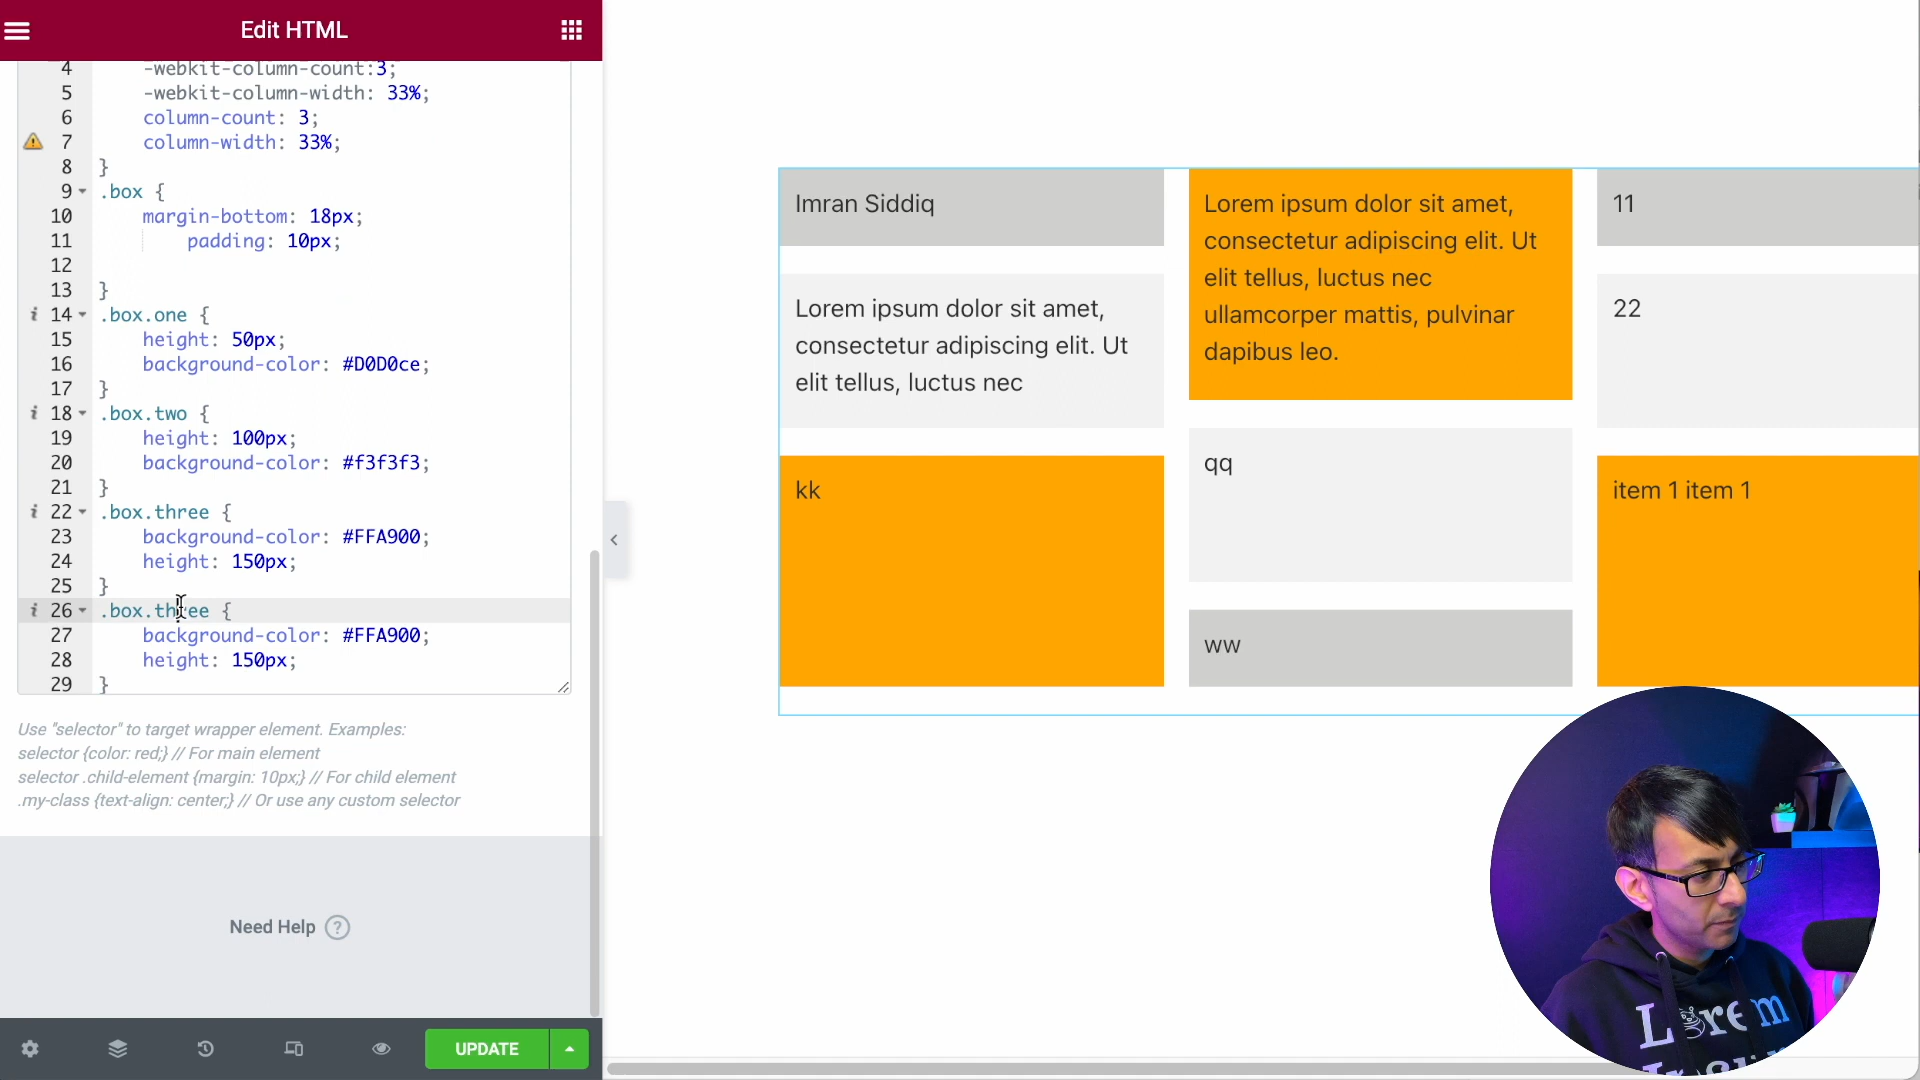 Edit HTML
4 -webkit-column-count:3;
5 -webkit-column-width: 33%;
6 column-count: 3;
7 column-width: 33%;
8 }
9 .box {
10 margin-bottom: 18px;
11 padding: 10px;
12
13 }
14 .box.one {
15 height: 50px;
16 background-color: #D0D0ce;
17 }
18 .box.two {
19 height: 100px;
20 background-color: #f3f3f3;
21 }
22 .box.three {
23 background-color: #FFA900;
24 height: 150px;
25 }
26 .box.three {
27 background-color: #FFA900;
28 height: 150px;
29 }
Use "selector" to target wrapper element. Examples:
selector {color: red;} // For main element
selector .child-element {margin: 10px;} // For child element
.my-class {text-align: center;} // Or use any custom selector
Need Help ?
UPDATE
Imran Siddiq
Lorem ipsum dolor sit amet,
consectetur adipiscing elit. Ut
elit tellus, luctus nec
kk
Lorem ipsum dolor sit amet,
consectetur adipiscing elit. Ut
elit tellus, luctus nec
ullamcorper mattis, pulvinar
dapibus leo.
qq
ww
11
22
item 1 item 1
Lorem